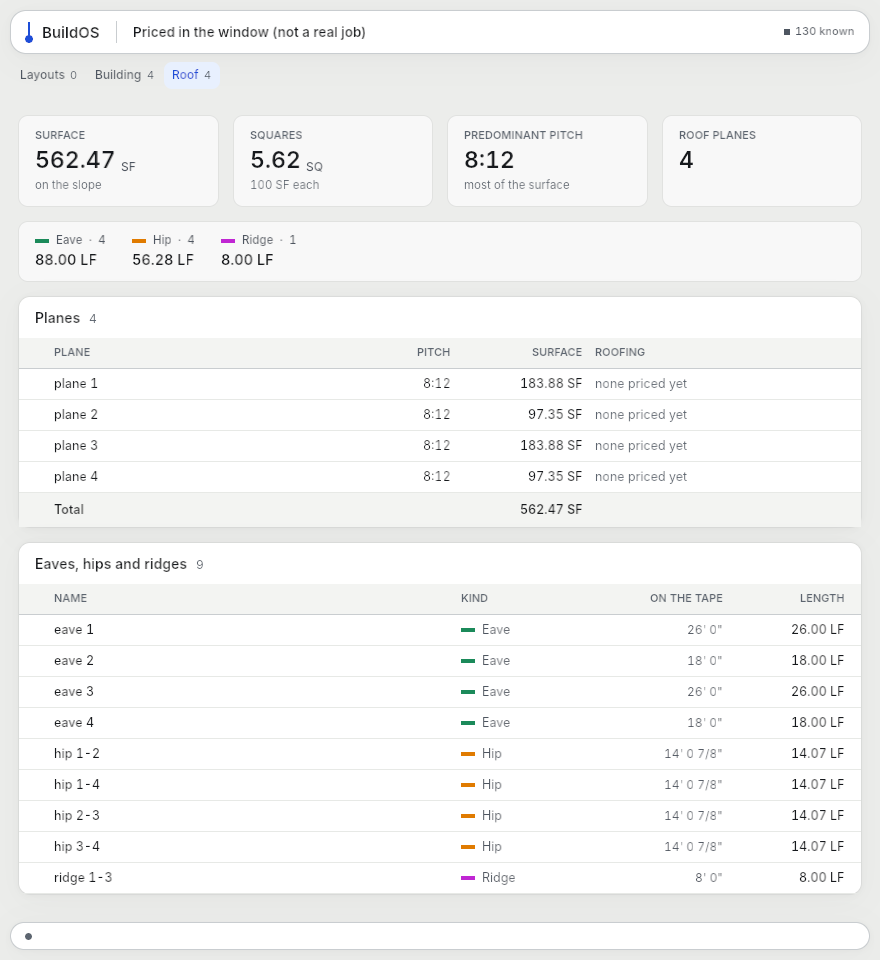 BuildOS
Priced in the window (not a real job)
130 known
Layouts 0 Building 4 Roof 4
SURFACE
562.47 SF
on the slope
SQUARES
5.62 SQ
100 SF each
PREDOMINANT PITCH
8:12
most of the surface
ROOF PLANES
4
Eave · 4
88.00 LF
Hip · 4
56.28 LF
Ridge · 1
8.00 LF
Planes 4
PLANE PITCH SURFACE ROOFING
plane 1 8:12 183.88 SF none priced yet
plane 2 8:12 97.35 SF none priced yet
plane 3 8:12 183.88 SF none priced yet
plane 4 8:12 97.35 SF none priced yet
Total 562.47 SF
Eaves, hips and ridges 9
NAME KIND ON THE TAPE LENGTH
eave 1 Eave 26' 0" 26.00 LF
eave 2 Eave 18' 0" 18.00 LF
eave 3 Eave 26' 0" 26.00 LF
eave 4 Eave 18' 0" 18.00 LF
hip 1-2 Hip 14' 0 7/8" 14.07 LF
hip 1-4 Hip 14' 0 7/8" 14.07 LF
hip 2-3 Hip 14' 0 7/8" 14.07 LF
hip 3-4 Hip 14' 0 7/8" 14.07 LF
ridge 1-3 Ridge 8' 0" 8.00 LF